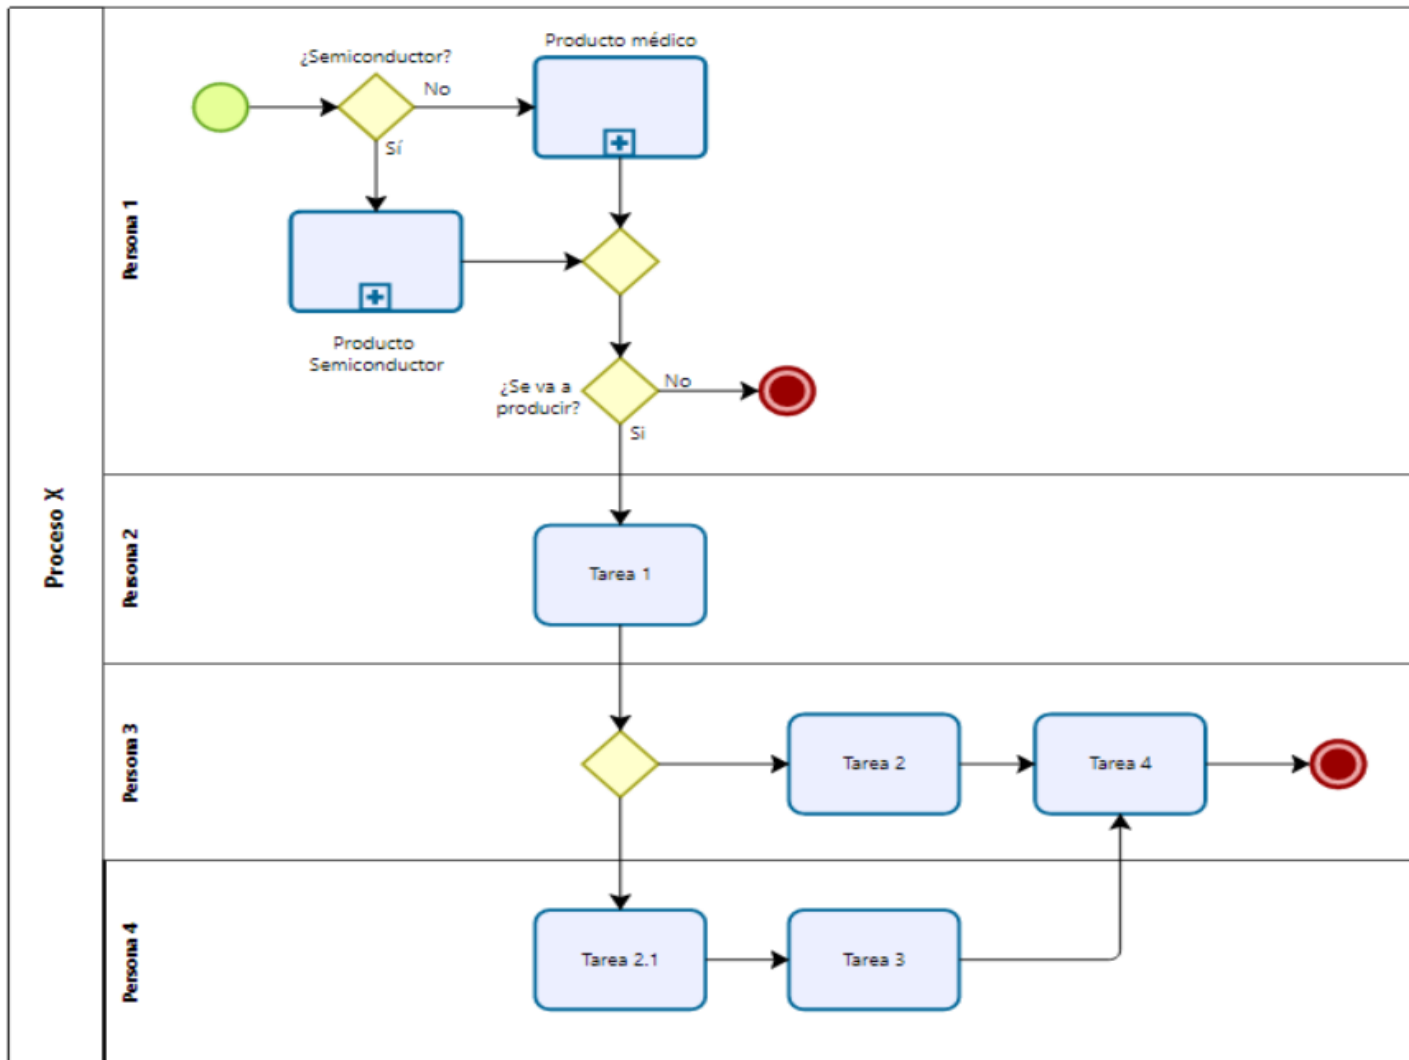 Proceso X
Persona 1
¿Semiconductor?
Producto médico
No
Sí
Producto
Semiconductor
¿Se va a
producir?
No
Si
Persona 2
Tarea 1
Persona 3
Tarea 2
Tarea 4
Persona 4
Tarea 2.1
Tarea 3